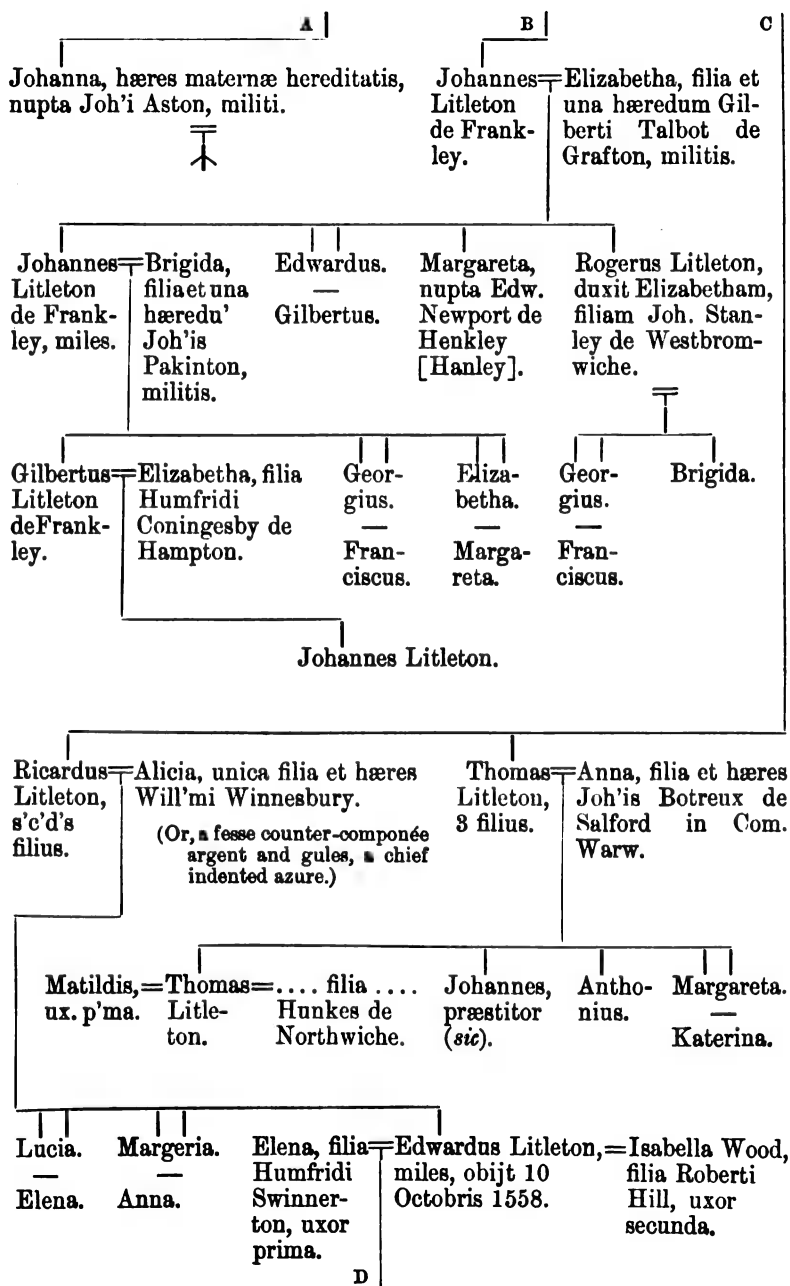 A
B
C
Johanna, hæres maternæ hereditatis,
nupta Joh'i Aston, militi.
Johannes
Litleton
de Frank-
ley.
Elizabetha, filia et
una hæredum Gil-
berti Talbot de
Grafton, militis.
Johannes
Litleton
de Frank-
ley, miles.
Brigida,
filia et una
hæredu'
Joh'is
Pakinton,
militis.
Edwardus.
—
Gilbertus.
Margareta,
nupta Edw.
Newport de
Henkley
[Hanley].
Rogerus Litleton,
duxit Elizabetham,
filiam Joh. Stan-
ley de Westbrom-
wiche.
Gilbertus
Litleton
de Frank-
ley.
Elizabetha, filia
Humfridi
Coningesby de
Hampton.
Geor-
gius.
—
Fran-
ciscus.
Eliza-
betha.
—
Marga-
reta.
Geor-
gius.
—
Fran-
ciscus.
Brigida.
Johannes Litleton.
Ricardus
Litleton,
s'c'd's
filius.
Alicia, unica filia et hæres
Will'mi Winnesbury.
(Or, a fesse counter-componée
argent and gules, a chief
indented azure.)
Thomas
Litleton,
3 filius.
Anna, filia et hæres
Joh'is Botreux de
Salford in Com.
Warw.
Matildis,
ux. p'ma.
=Thomas=
Litle-
ton.
.... filia ....
Hunkes de
Northwiche.
Johannes,
præstitor
(sic).
Antho-
nius.
Margareta.
—
Katerina.
Lucia.
—
Elena.
Margeria.
—
Anna.
Elena, filia
Humfridi
Swinner-
ton, uxor
prima.
Edwardus Litleton,
miles, obijt 10
Octobris 1558.
=Isabella Wood,
filia Roberti
Hill, uxor
secunda.
D